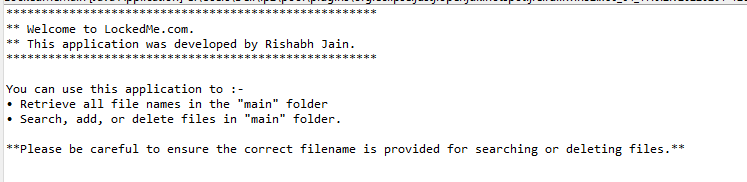 *****************************************************
** Welcome to LockedMe.com.
** This application was developed by Rishabh Jain.
*****************************************************
You can use this application to :-
• Retrieve all file names in the "main" folder
• Search, add, or delete files in "main" folder.
**Please be careful to ensure the correct filename is provided for searching or deleting files.**